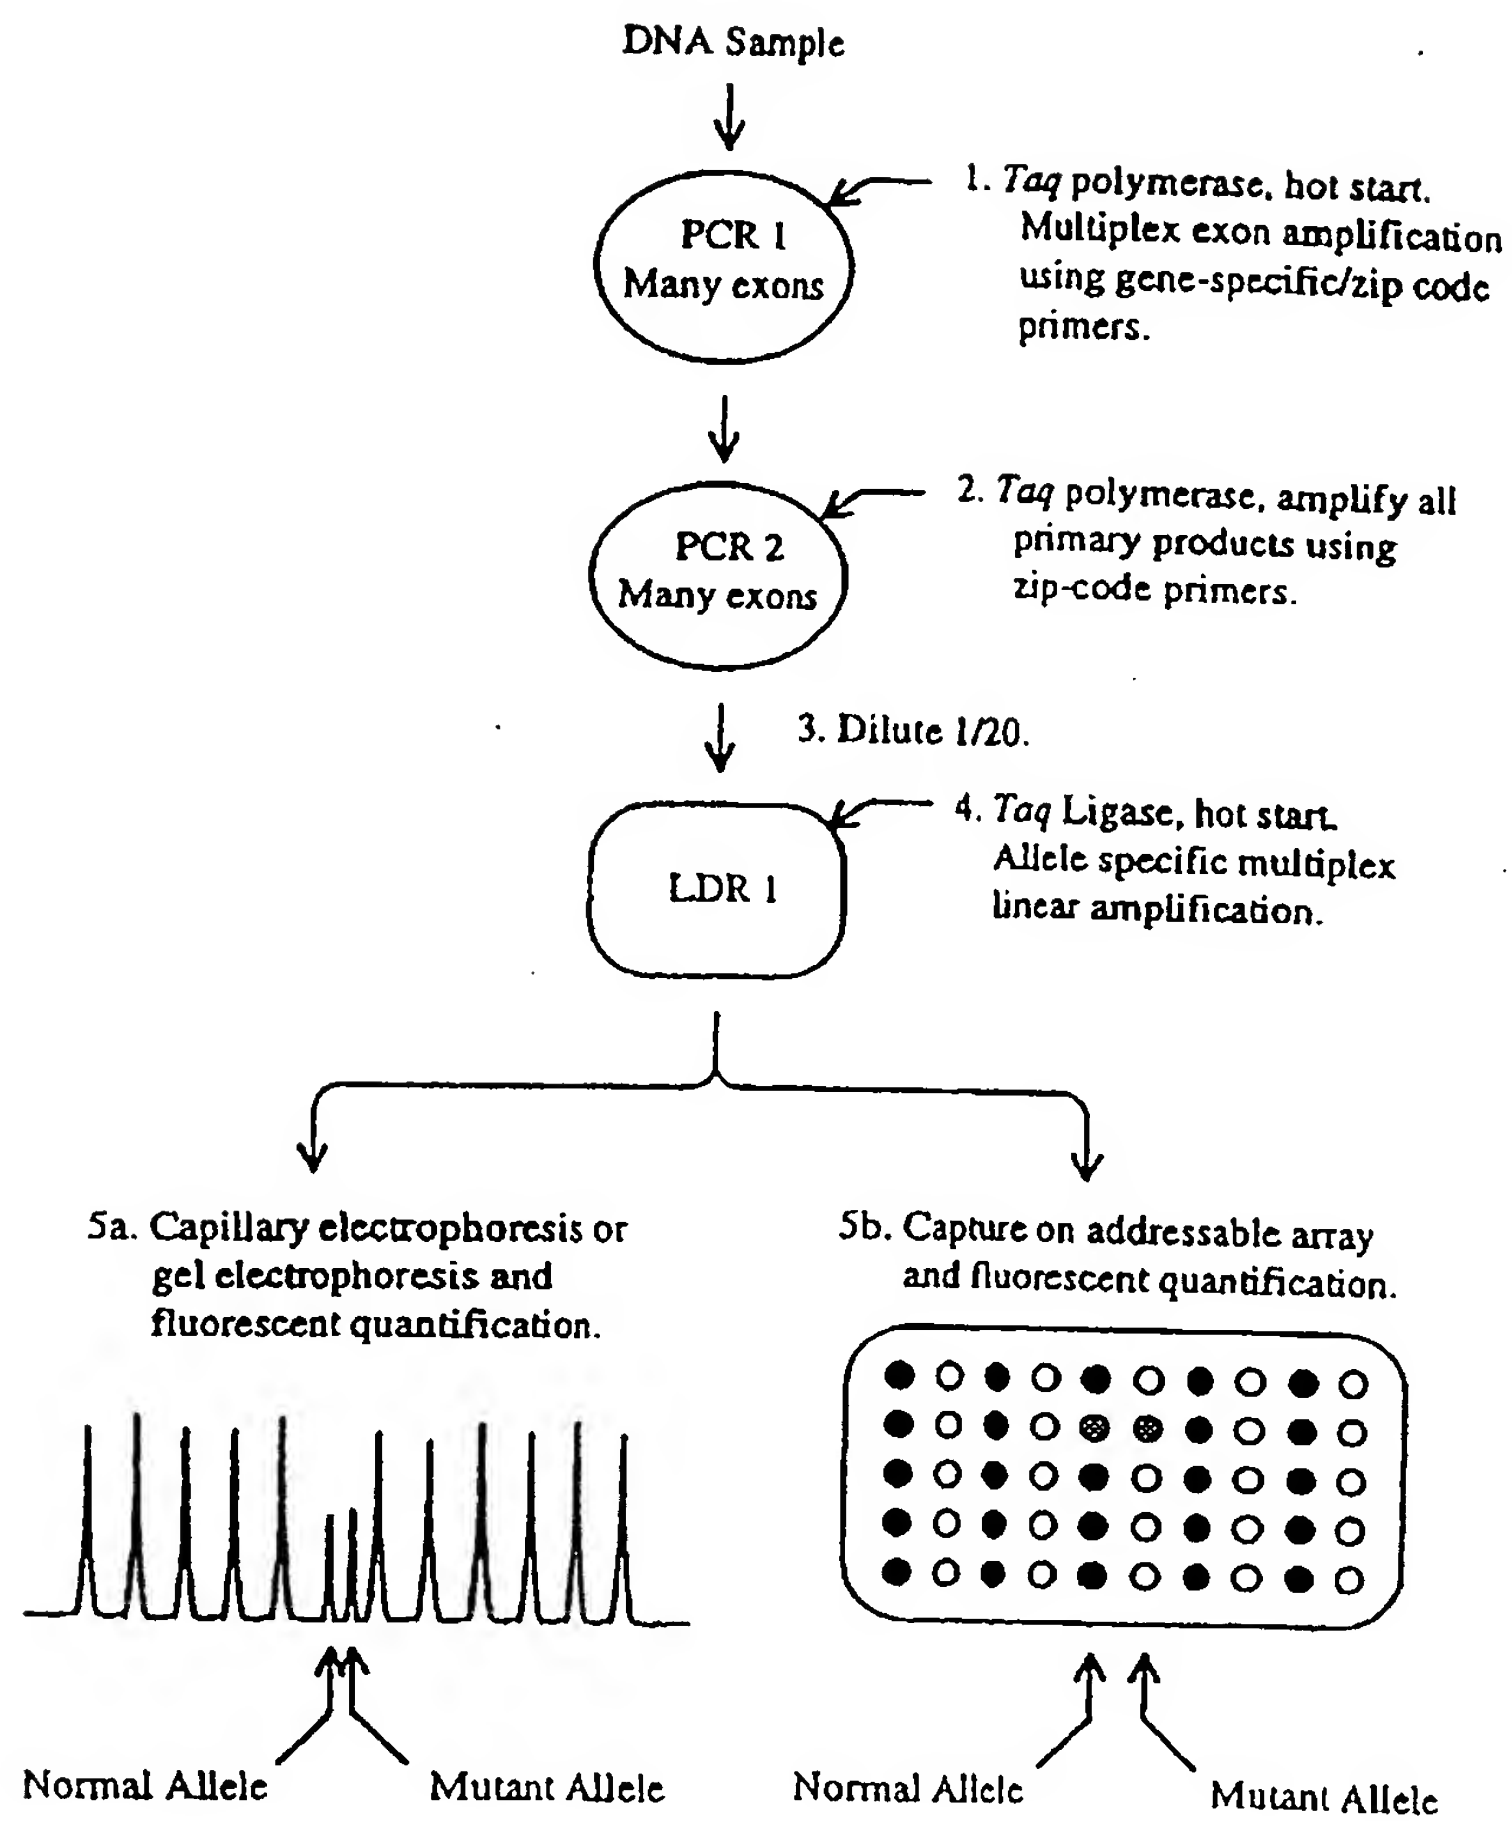 DNA Sample
PCR 1
Many exons
1. Taq polymerase, hot start.
Multiplex exon amplification
using gene-specific/zip code
primers.
PCR 2
Many exons
2. Taq polymerase, amplify all
primary products using
zip-code primers.
3. Dilute 1/20.
LDR 1
4. Taq Ligase, hot start.
Allele specific multiplex
linear amplification.
5a. Capillary electrophoresis or
gel electrophoresis and
fluorescent quantification.
5b. Capture on addressable array
and fluorescent quantification.
Normal Allele
Mutant Allele
Normal Allele
Mutant Allele